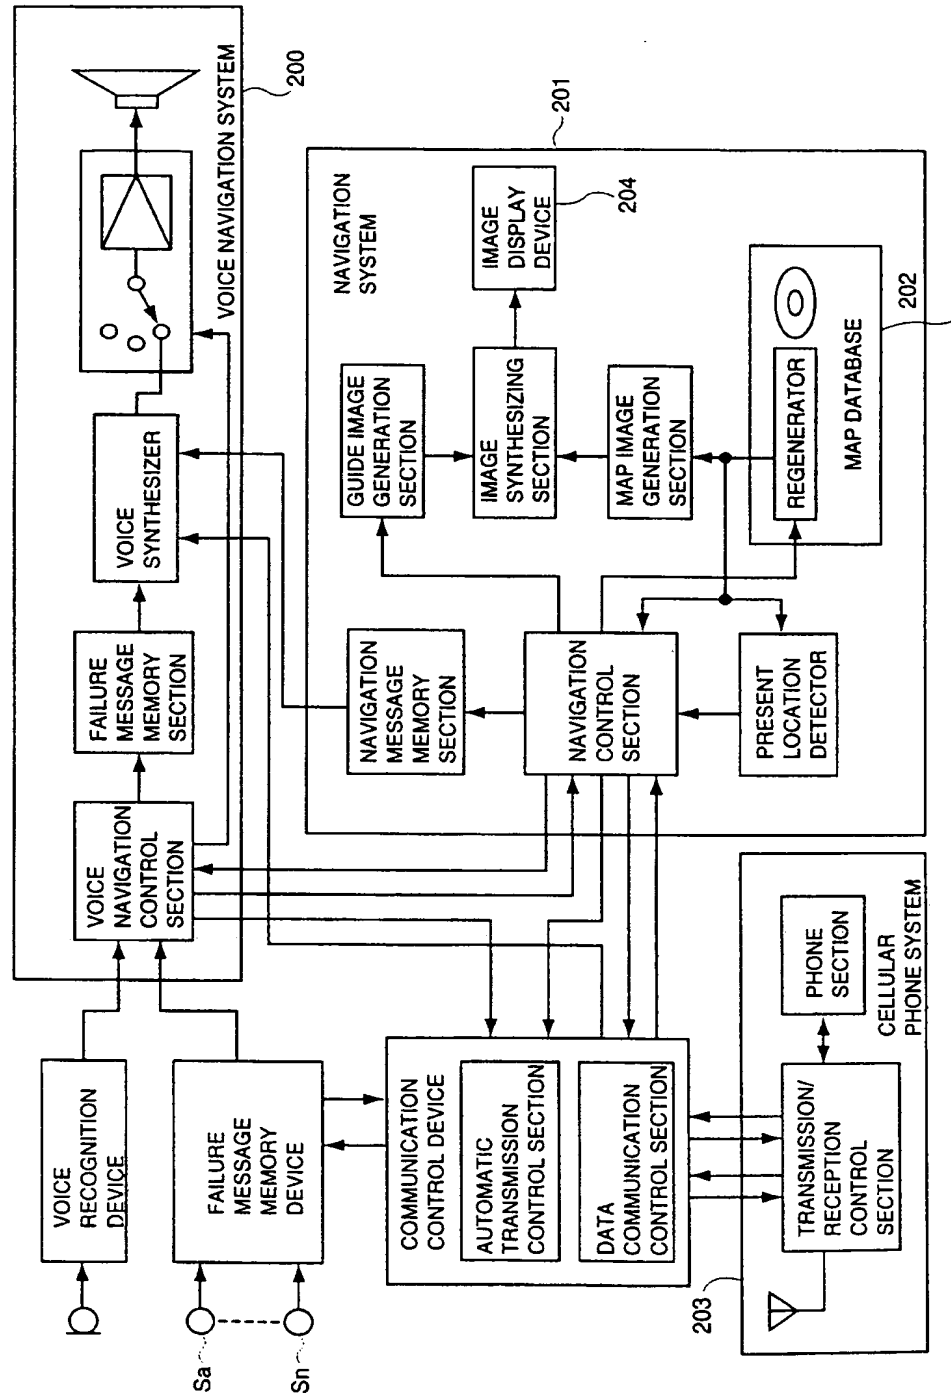 VOICE
RECOGNITION
DEVICE
FAILURE
MESSAGE
MEMORY
DEVICE
Sa
Sn
VOICE
NAVIGATION
CONTROL
SECTION
FAILURE
MESSAGE
MEMORY
SECTION
VOICE
SYNTHESIZER
VOICE NAVIGATION SYSTEM
200
COMMUNICATION
CONTROL DEVICE
AUTOMATIC
TRANSMISSION
CONTROL SECTION
DATA
COMMUNICATION
CONTROL SECTION
NAVIGATION
SYSTEM
201
NAVIGATION
MESSAGE
MEMORY
SECTION
NAVIGATION
CONTROL
SECTION
PRESENT
LOCATION
DETECTOR
GUIDE IMAGE
GENERATION
SECTION
IMAGE
SYNTHESIZING
SECTION
MAP IMAGE
GENERATION
SECTION
IMAGE
DISPLAY
DEVICE
204
REGENERATOR
MAP DATABASE
202
203
TRANSMISSION/
RECEPTION
CONTROL
SECTION
PHONE
SECTION
CELLULAR
PHONE SYSTEM